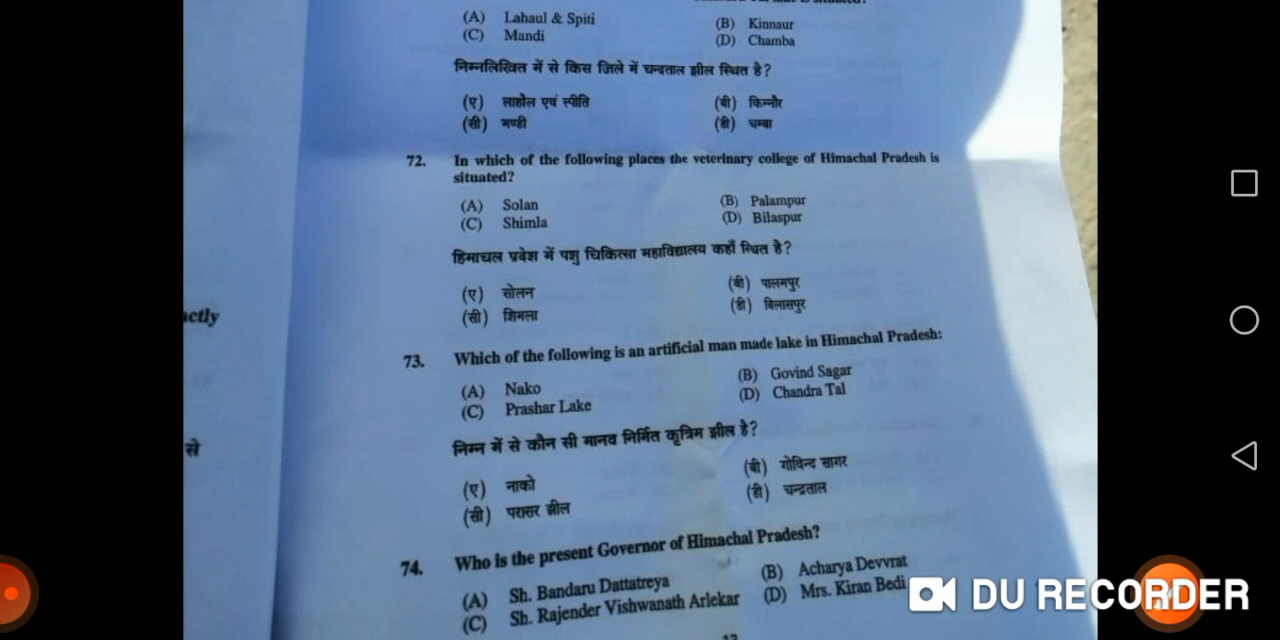 (A) Lahaul & Spiti (B) Kinnaur
(C) Mandi (D) Chamba
निम्नलिखित में से किस जिले में चन्द्रताल झील स्थित है?
(ए) लाहौल एवं स्पीति (बी) किन्नौर
(सी) मण्डी (डी) चम्बा
72. In which of the following places the veterinary college of Himachal Pradesh is
situated?
(A) Solan (B) Palampur
(C) Shimla (D) Bilaspur
हिमाचल प्रदेश में पशु चिकित्सा महाविद्यालय कहाँ स्थित है?
(ए) सोलन (बी) पालमपुर
(सी) शिमला (डी) बिलासपुर
actly
73. Which of the following is an artificial man made lake in Himachal Pradesh:
(A) Nako (B) Govind Sagar
(C) Prashar Lake (D) Chandra Tal
निम्न में से कौन सी मानव निर्मित कृत्रिम झील है?
से
(ए) नाको (बी) गोविन्द सागर
(सी) परासर झील (डी) चन्द्रताल
74. Who is the present Governor of Himachal Pradesh?
(A) Sh. Bandaru Dattatreya (B) Acharya Devvrat
(C) Sh. Rajender Vishwanath Arlekar (D) Mrs. Kiran Bedi
DU RECORDER